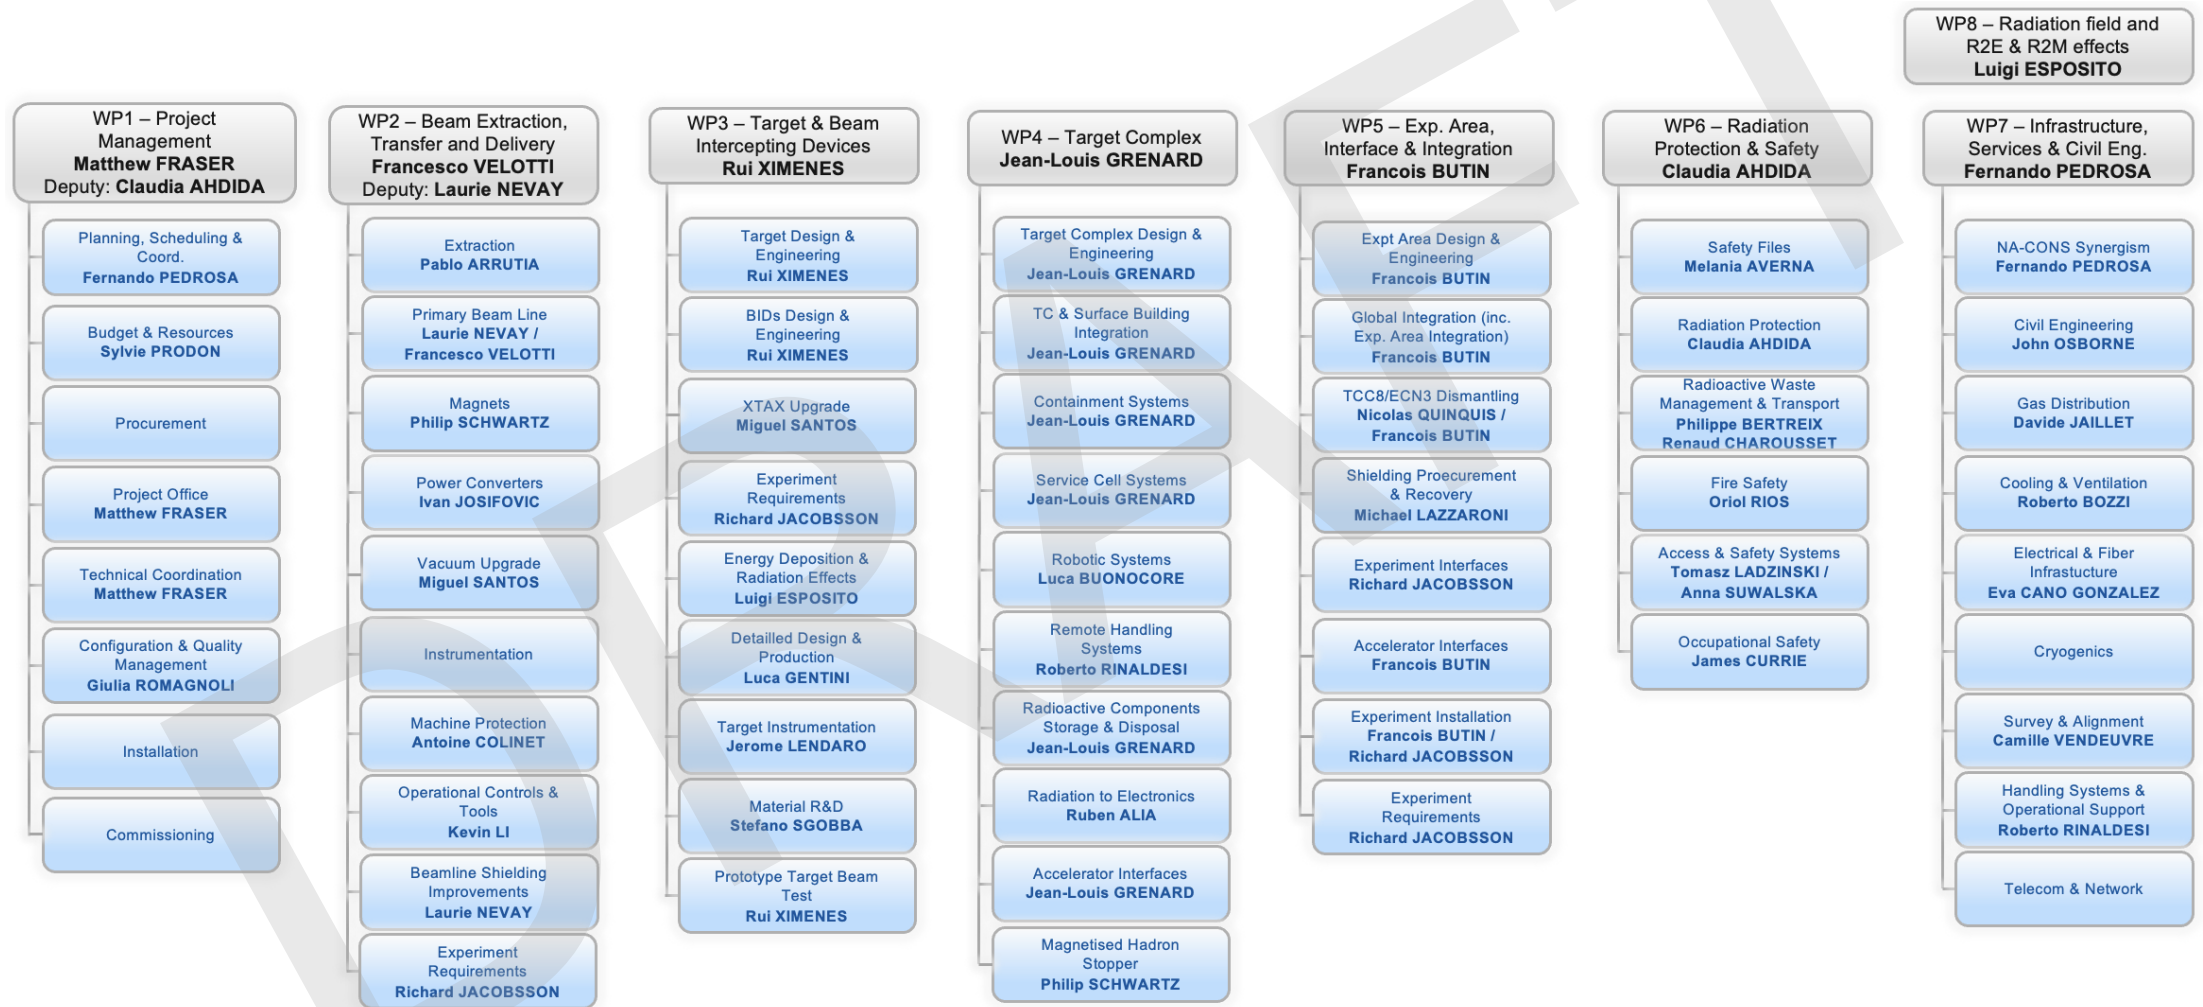 WP8 – Radiation field and
R2E & R2M effects
Luigi ESPOSITO
WP1 – Project
Management
Matthew FRASER
Deputy: Claudia AHDIDA
Planning, Scheduling &
Coord.
Fernando PEDROSA
Budget & Resources
Sylvie PRODON
Procurement
Project Office
Matthew FRASER
Technical Coordination
Matthew FRASER
Configuration & Quality
Management
Giulia ROMAGNOLI
Installation
Commissioning
WP2 – Beam Extraction,
Transfer and Delivery
Francesco VELOTTI
Deputy: Laurie NEVAY
Extraction
Pablo ARRUTIA
Primary Beam Line
Laurie NEVAY /
Francesco VELOTTI
Magnets
Philip SCHWARTZ
Power Converters
Ivan JOSIFOVIC
Vacuum Upgrade
Miguel SANTOS
Instrumentation
Machine Protection
Antoine COLINET
Operational Controls &
Tools
Kevin LI
Beamline Shielding
Improvements
Laurie NEVAY
Experiment
Requirements
Richard JACOBSSON
WP3 – Target & Beam
Intercepting Devices
Rui XIMENES
Target Design &
Engineering
Rui XIMENES
BIDs Design &
Engineering
Rui XIMENES
XTAX Upgrade
Miguel SANTOS
Experiment
Requirements
Richard JACOBSSON
Energy Deposition &
Radiation Effects
Luigi ESPOSITO
Detailled Design &
Production
Luca GENTINI
Target Instrumentation
Jerome LENDARO
Material R&D
Stefano SGOBBA
Prototype Target Beam
Test
Rui XIMENES
WP4 – Target Complex
Jean-Louis GRENARD
Target Complex Design &
Engineering
Jean-Louis GRENARD
TC & Surface Building
Integration
Jean-Louis GRENARD
Containment Systems
Jean-Louis GRENARD
Service Cell Systems
Jean-Louis GRENARD
Robotic Systems
Luca BUONOCORE
Remote Handling
Systems
Roberto RINALDESI
Radioactive Components
Storage & Disposal
Jean-Louis GRENARD
Radiation to Electronics
Ruben ALIA
Accelerator Interfaces
Jean-Louis GRENARD
Magnetised Hadron
Stopper
Philip SCHWARTZ
WP5 – Exp. Area,
Interface & Integration
Francois BUTIN
Expt Area Design &
Engineering
Francois BUTIN
Global Integration (inc.
Exp. Area Integration)
Francois BUTIN
TCC8/ECN3 Dismantling
Nicolas QUINQUIS /
Francois BUTIN
Shielding Proecurement
& Recovery
Michael LAZZARONI
Experiment Interfaces
Richard JACOBSSON
Accelerator Interfaces
Francois BUTIN
Experiment Installation
Francois BUTIN /
Richard JACOBSSON
Experiment
Requirements
Richard JACOBSSON
WP6 – Radiation
Protection & Safety
Claudia AHDIDA
Safety Files
Melania AVERNA
Radiation Protection
Claudia AHDIDA
Radioactive Waste
Management & Transport
Philippe BERTREIX
Renaud CHAROUSSET
Fire Safety
Oriol RIOS
Access & Safety Systems
Tomasz LADZINSKI /
Anna SUWALSKA
Occupational Safety
James CURRIE
WP7 – Infrastructure,
Services & Civil Eng.
Fernando PEDROSA
NA-CONS Synergism
Fernando PEDROSA
Civil Engineering
John OSBORNE
Gas Distribution
Davide JAILLET
Cooling & Ventilation
Roberto BOZZI
Electrical & Fiber
Infrastucture
Eva CANO GONZALEZ
Cryogenics
Survey & Alignment
Camille VENDEUVRE
Handling Systems &
Operational Support
Roberto RINALDESI
Telecom & Network
DRAFT